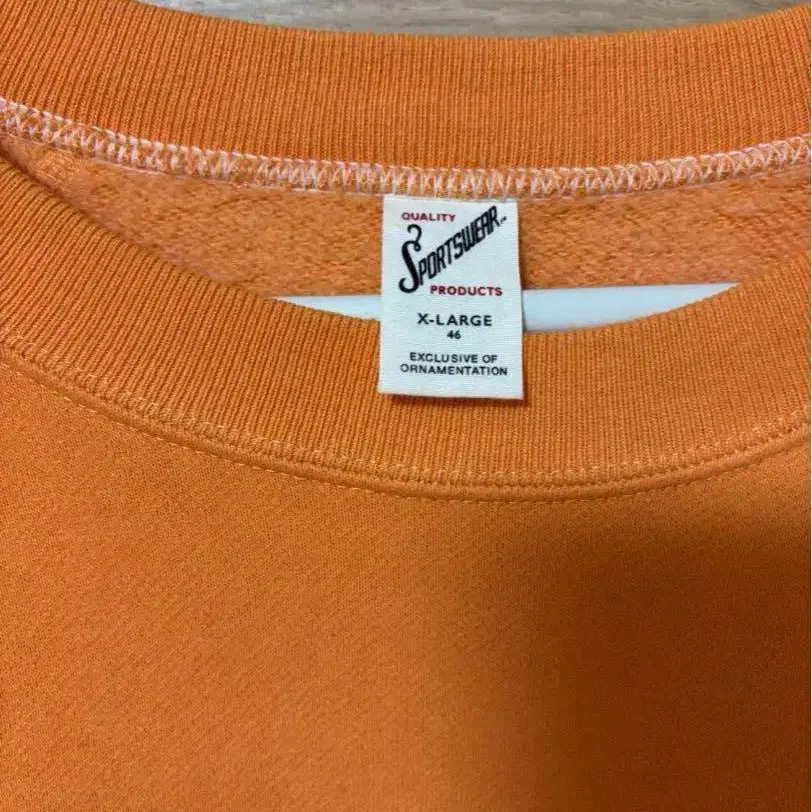 QUALITY
SPORTSWEAR
PRODUCTS
X-LARGE
46
EXCLUSIVE OF
ORNAMENTATION